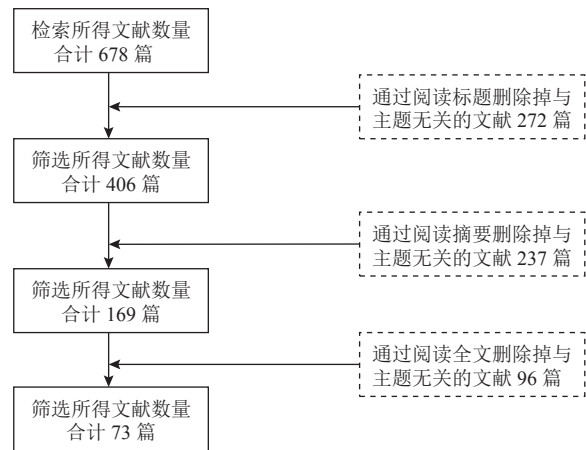 检索所得文献数量
合计 678 篇
通过阅读标题删除掉与
主题无关的文献 272 篇
筛选所得文献数量
合计 406 篇
通过阅读摘要删除掉与
主题无关的文献 237 篇
筛选所得文献数量
合计 169 篇
通过阅读全文删除掉与
主题无关的文献 96 篇
筛选所得文献数量
合计 73 篇